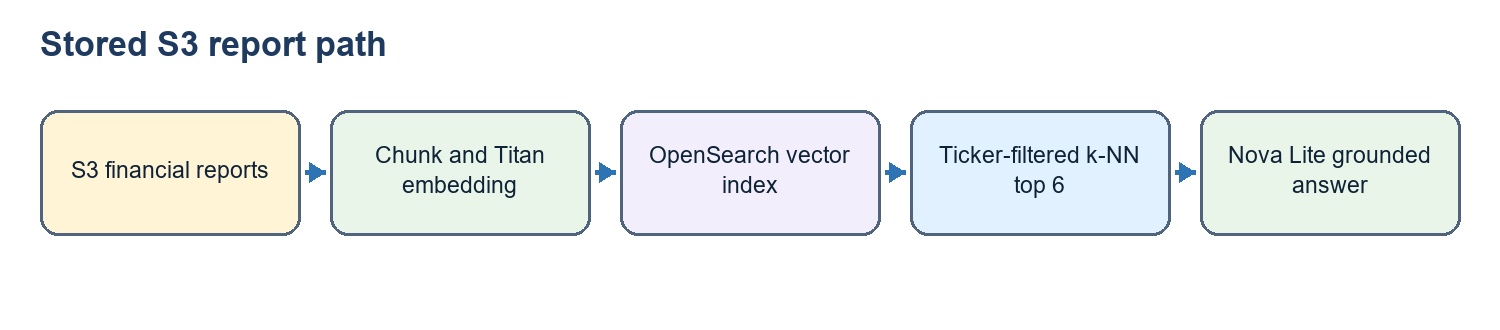 Stored S3 report path
S3 financial reports
Chunk and Titan
embedding
OpenSearch vector
index
Ticker-filtered k-NN
top 6
Nova Lite grounded
answer